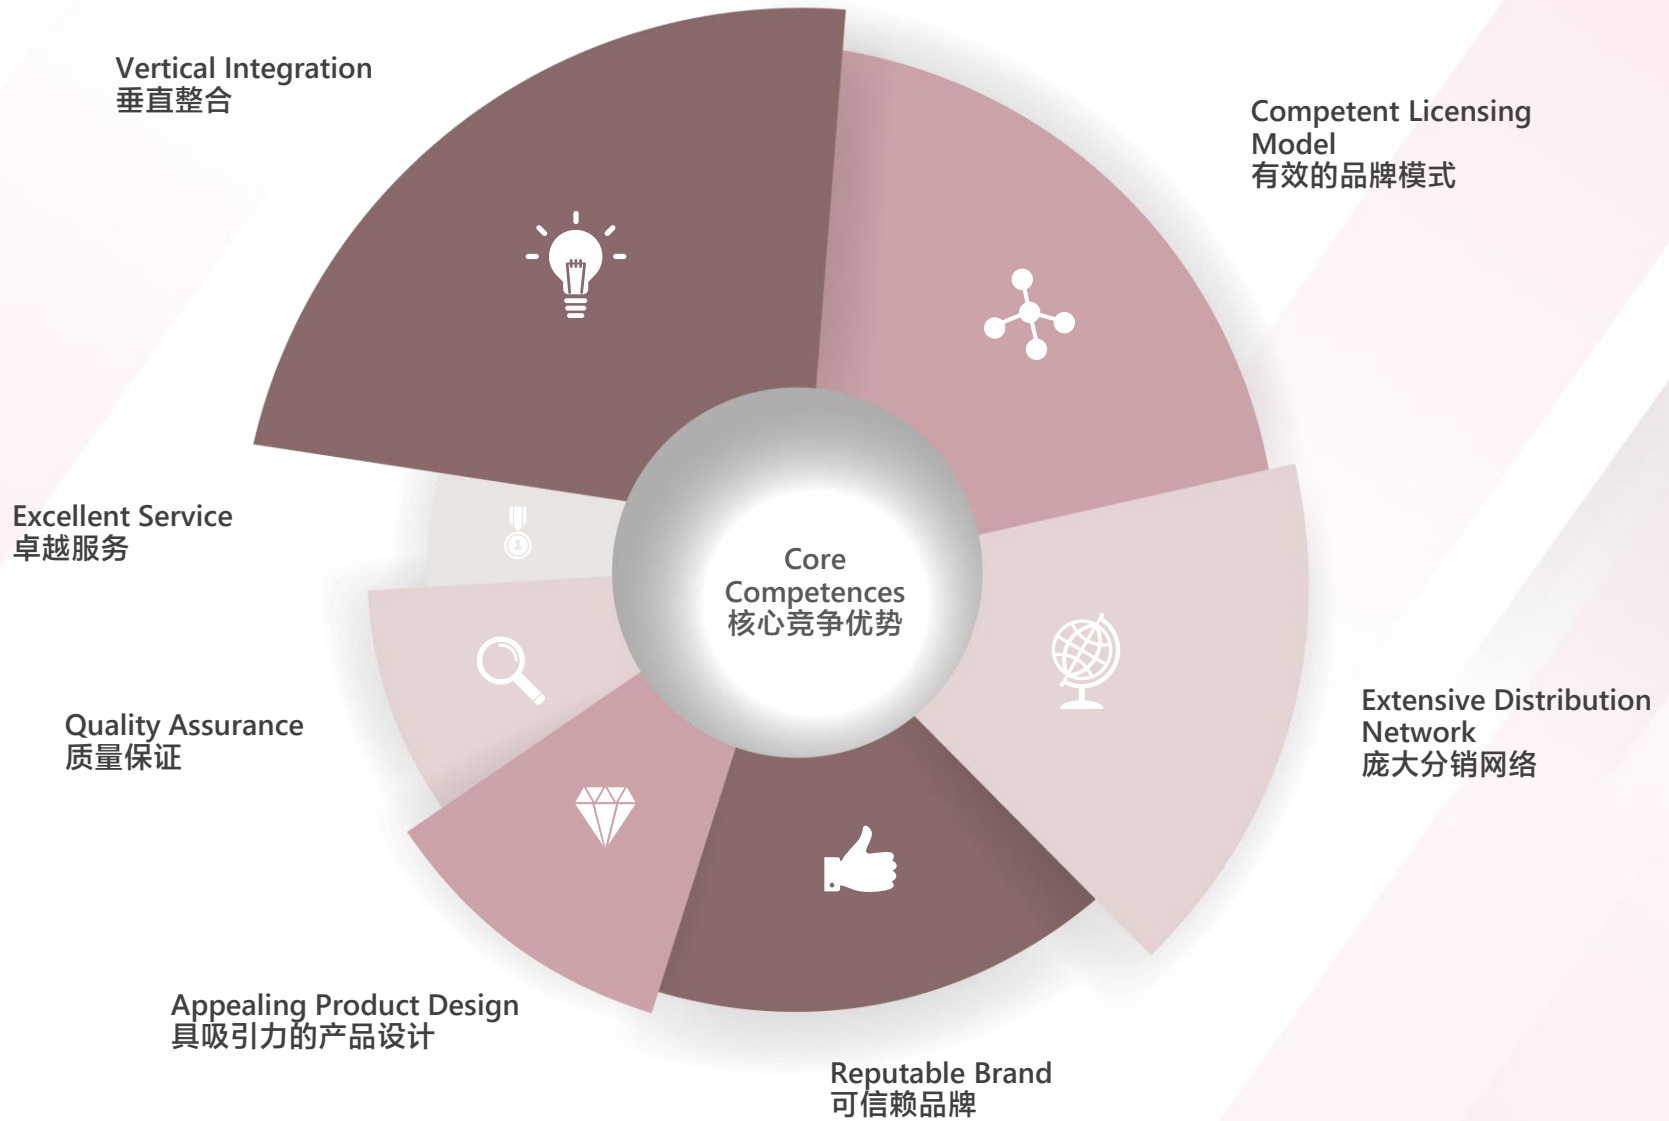 Vertical Integration
垂直整合
Competent Licensing
Model
有效的品牌模式
Excellent Service
卓越服务
1
Core
Competences
核心竞争优势
Quality Assurance
质量保证
Extensive Distribution
Network
庞大分销网络
Appealing Product Design
具吸引力的产品设计
Reputable Brand
可信赖品牌